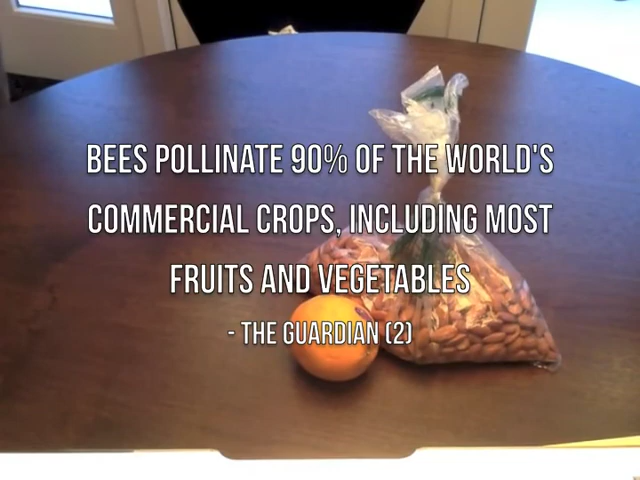 BEES POLLINATE 90% OF THE WORLD'S
COMMERCIAL CROPS, INCLUDING MOST
FRUITS AND VEGETABLES
- THE GUARDIAN (2)